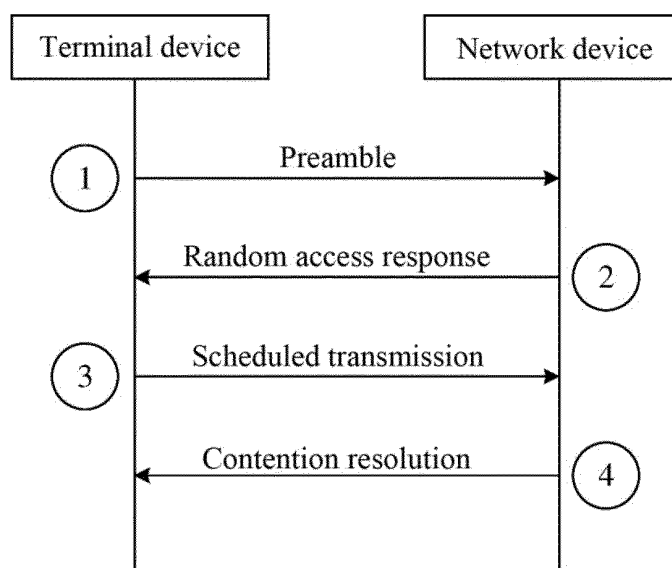 Terminal device
Network device
Preamble
1
Random access response
2
3
Scheduled transmission
Contention resolution
4